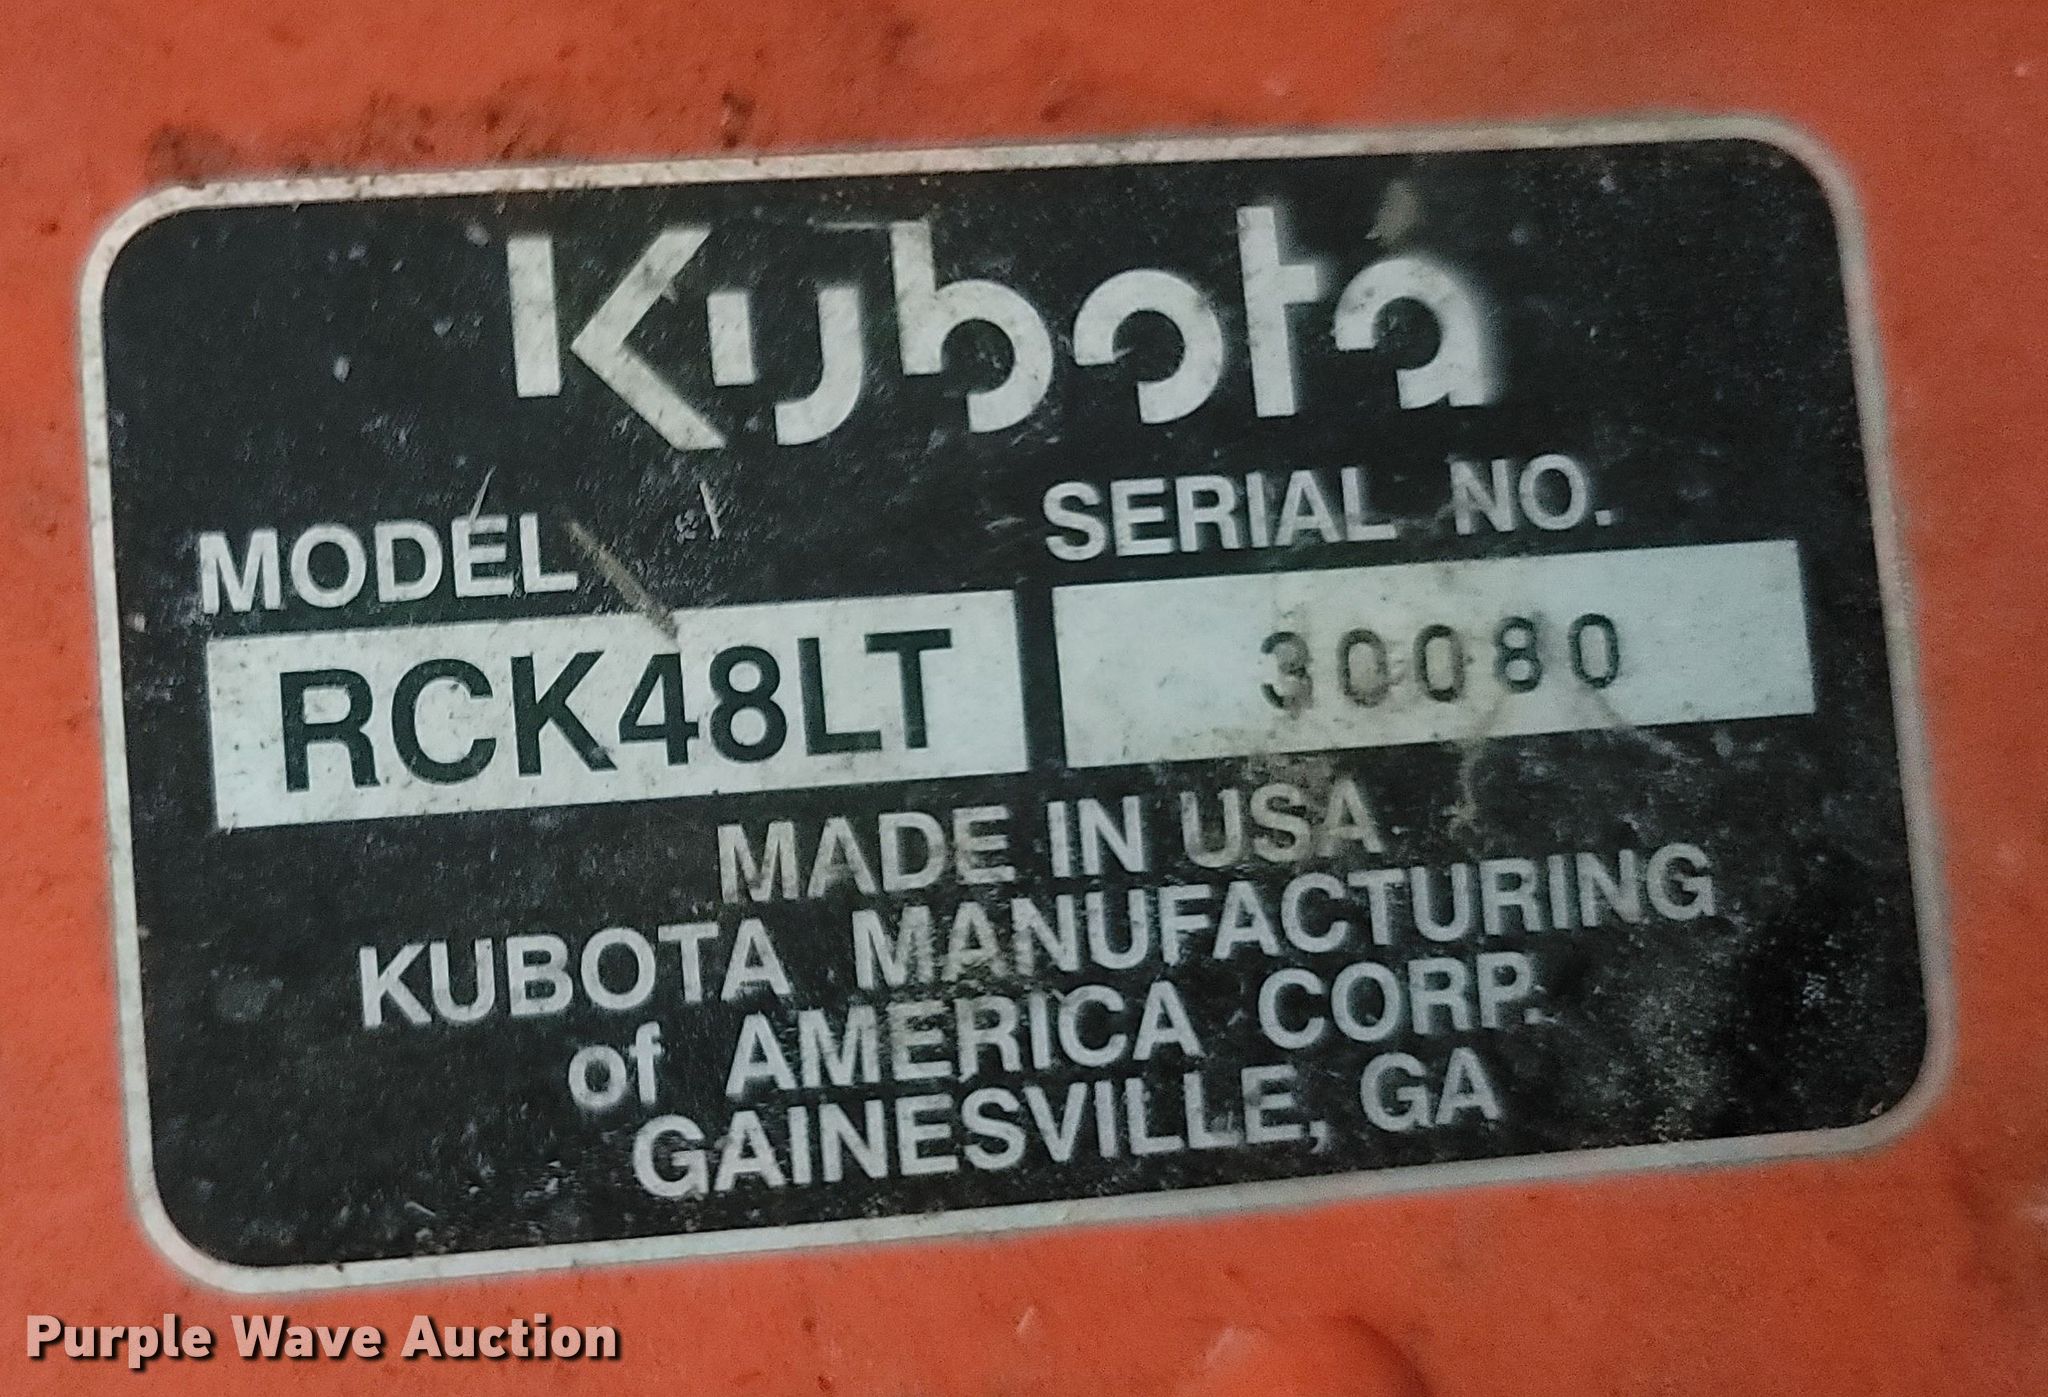 Kubota
MODEL
SERIAL NO.
RCK48LT
30080
MADE IN USA
KUBOTA MANUFACTURING
of AMERICA CORP.
GAINESVILLE, GA
Purple Wave Auction